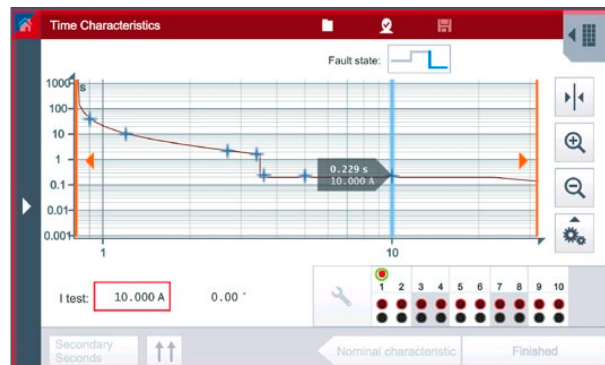 Time Characteristics
Fault state:
1000
s
100
10
1
0.1
0.01
0.001
0.229 s
10.000 A
1
10
I test:
10.000 A
0.00 °
1 2 3 4 5 6 7 8 9 10
Secondary
Seconds
Nominal characteristic
Finished